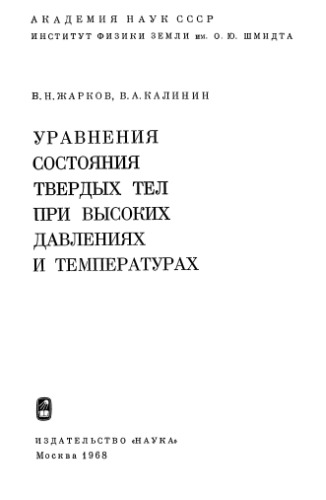 АКАДЕМИЯ НАУК СССР
ИНСТИТУТ ФИЗИКИ ЗЕМЛИ им. О. Ю. ШМИДТА
В. Н. ЖАРКОВ, В. А. КАЛИНИН
УРАВНЕНИЯ
СОСТОЯНИЯ
ТВЕРДЫХ ТЕЛ
ПРИ ВЫСОКИХ
ДАВЛЕНИЯХ
И ТЕМПЕРАТУРАХ
ИЗДАТЕЛЬСТВО «НАУКА»
Москва 1968